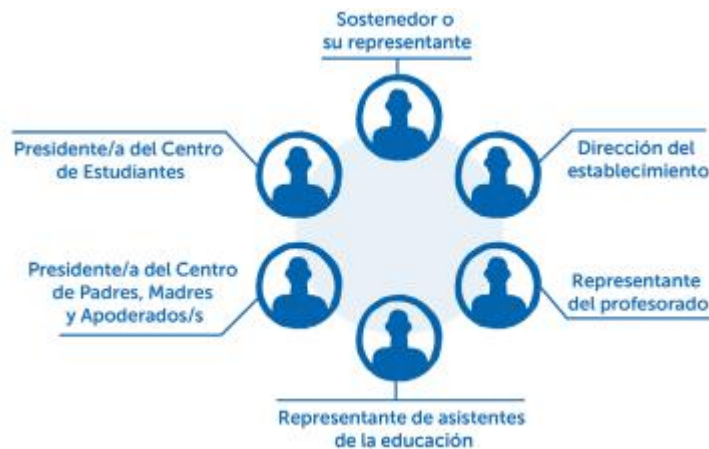 Sostenedor o
su representante
Presidente/a del Centro
de Estudiantes
Dirección del
establecimiento
Presidente/a del Centro
de Padres, Madres
y Apoderados/s
Representante
del profesorado
Representante de asistentes
de la educación